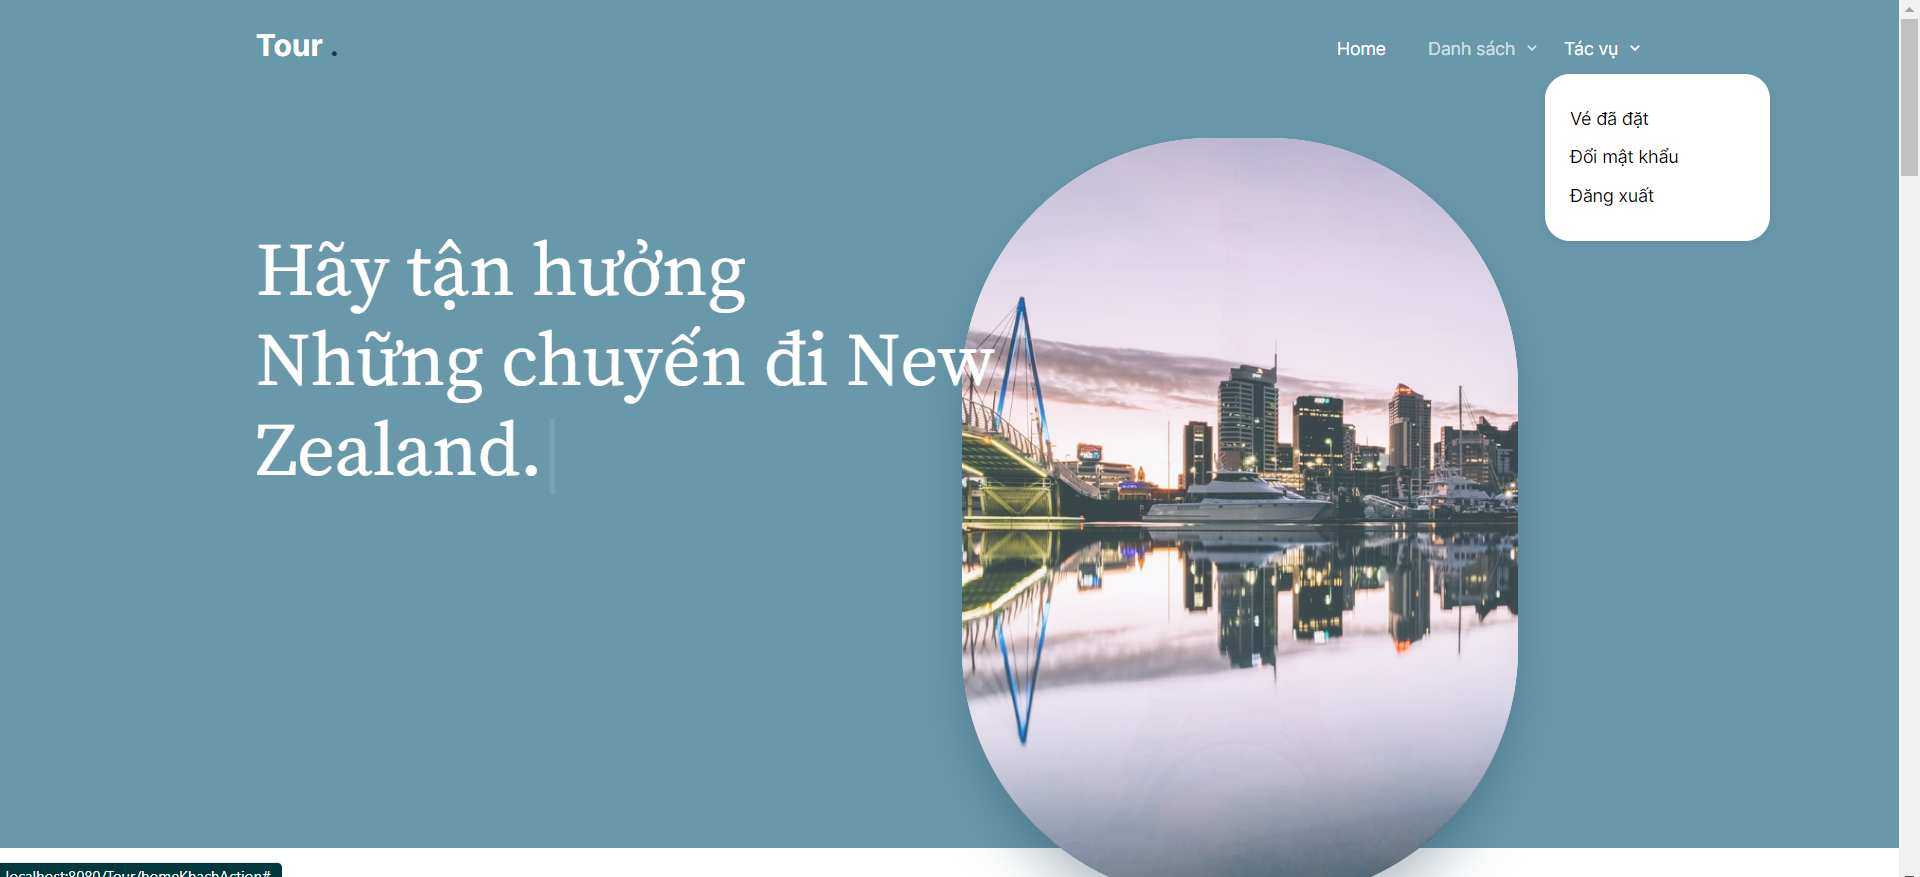 Tour .
Home Danh sách Tác vụ
Vé đã đặt
Đổi mật khẩu
Đăng xuất
Hãy tận hưởng
Những chuyến đi New
Zealand.
localhost:8080/Tour/homeKhachAction#